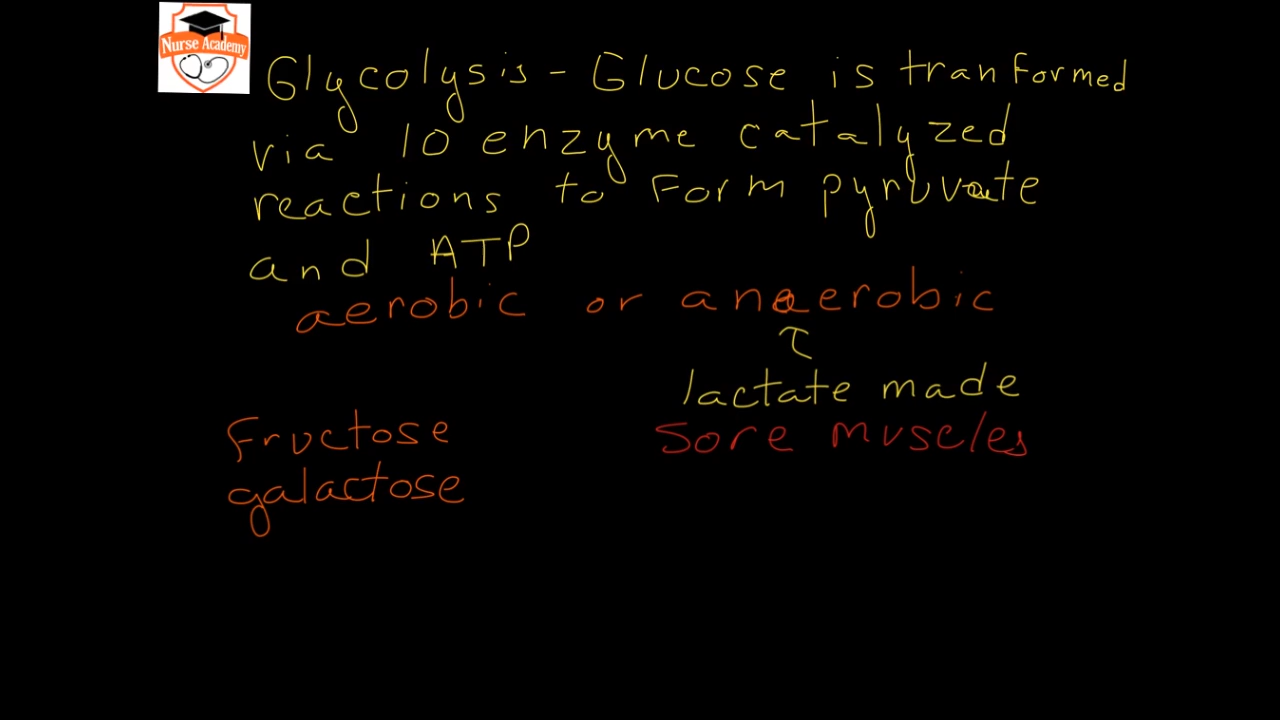 Nurse Academy
Glycolysis - Glucose is tranformed
via 10 enzyme catalyzed
reactions to form pyruvate
and ATP
aerobic or anaerobic
lactate made
sore muscles
fructose
galactose